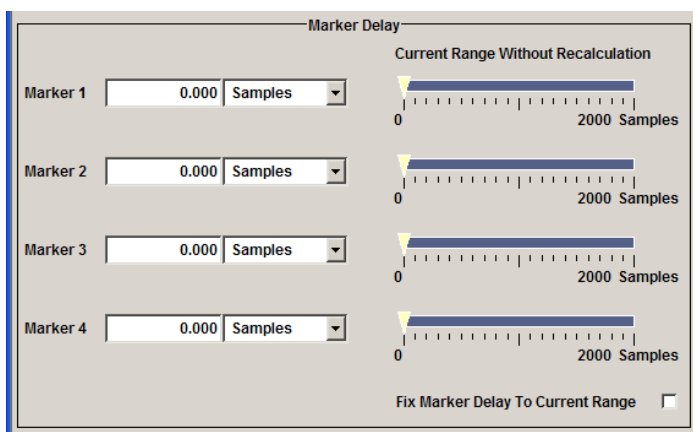 Marker Delay
Current Range Without Recalculation
Marker 1 0.000 Samples
0 2000 Samples
Marker 2 0.000 Samples
0 2000 Samples
Marker 3 0.000 Samples
0 2000 Samples
Marker 4 0.000 Samples
0 2000 Samples
Fix Marker Delay To Current Range